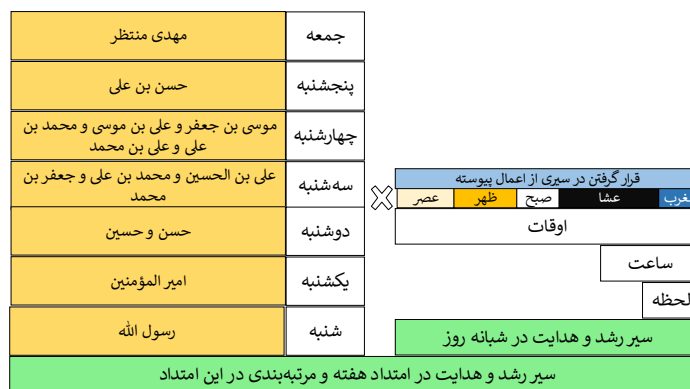 جمعه
مهدی منتظر
پنجشنبه
حسن بن علی
چهارشنبه
موسی بن جعفر و علی بن موسی و محمد بن
علی و علی بن محمد
سه‌شنبه
علی بن الحسین و محمد بن علی و جعفر بن
محمد
دوشنبه
حسن و حسین
یکشنبه
امیر المؤمنین
شنبه
رسول الله
قرار گرفتن در سیری از اعمال پیوسته
مغرب عشا صبح ظهر عصر
اوقات
ساعت
لحظه
سیر رشد و هدایت در شبانه روز
سیر رشد و هدایت در امتداد هفته و مرتبه‌بندی در این امتداد